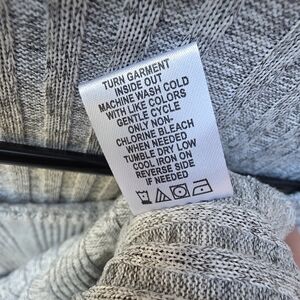 TURN GARMENT
INSIDE OUT
MACHINE WASH COLD
WITH LIKE COLORS
GENTLE CYCLE
ONLY NON-
CHLORINE BLEACH
WHEN NEEDED
TUMBLE DRY LOW
COOL IRON ON
REVERSE SIDE
IF NEEDED